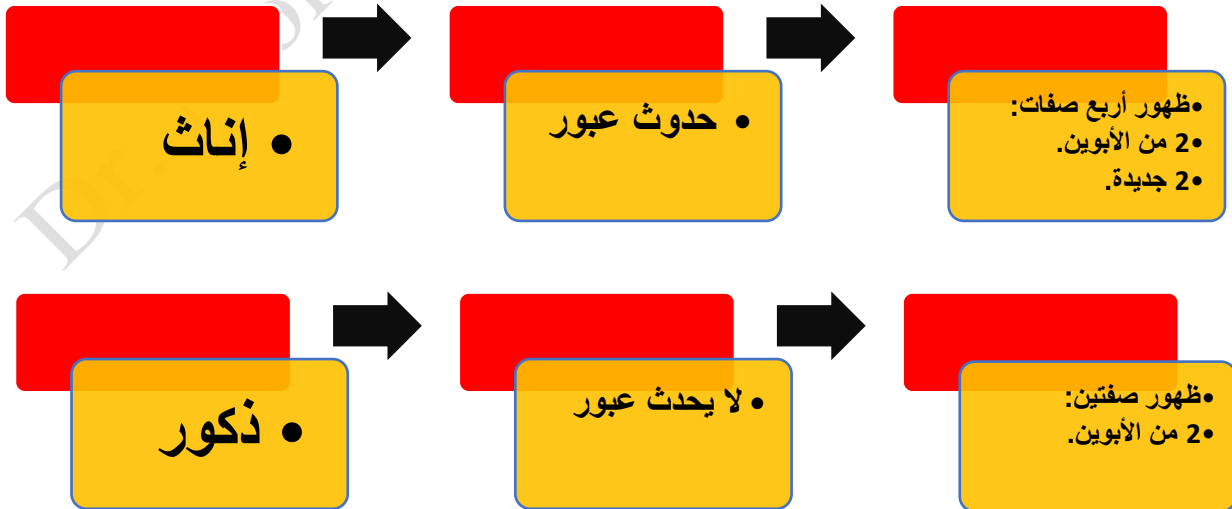 • إناث
• حدوث عبور
•ظهور أربع صفات:
•2 من الأبوين.
•2 جديدة.
• ذكور
• لا يحدث عبور
•ظهور صفتين:
•2 من الأبوين.